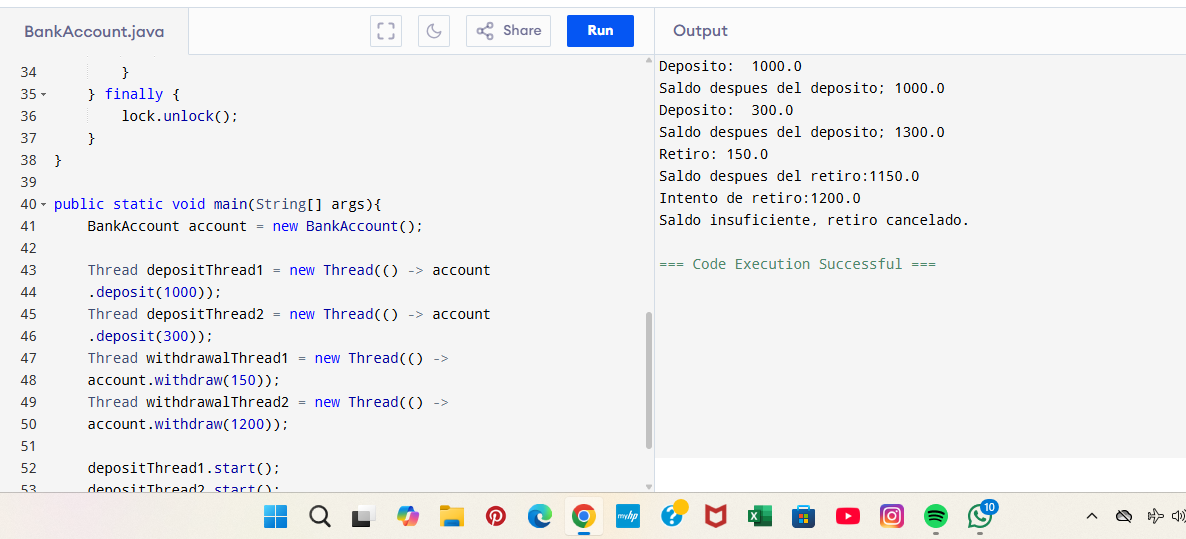 BankAccount.java
Share
Run
Output
34 }
35 } finally {
36 lock.unlock();
37 }
38 }
39
40 public static void main(String[] args){
41 BankAccount account = new BankAccount();
42
43 Thread depositThread1 = new Thread(() -> account
44 .deposit(1000));
45 Thread depositThread2 = new Thread(() -> account
46 .deposit(300));
47 Thread withdrawalThread1 = new Thread(() ->
48 account.withdraw(150));
49 Thread withdrawalThread2 = new Thread(() ->
50 account.withdraw(1200));
51
52 depositThread1.start();
53 depositThread2.start();
Deposito:  1000.0
Saldo despues del deposito; 1000.0
Deposito:  300.0
Saldo despues del deposito; 1300.0
Retiro: 150.0
Saldo despues del retiro:1150.0
Intento de retiro:1200.0
Saldo insuficiente, retiro cancelado.
=== Code Execution Successful ===
myhp
?
10